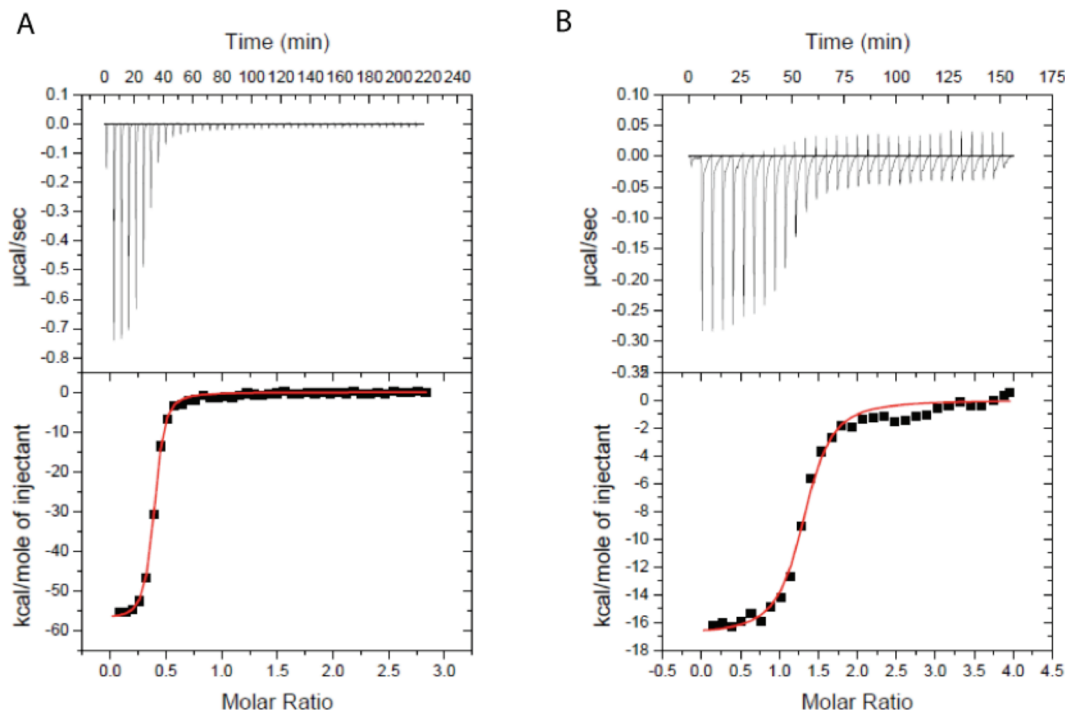 A
Time (min)
0 20 40 60 80 100 120 140 160 180 200 220 240
0.1
0.0
-0.1
-0.2
-0.3
-0.4
-0.5
-0.6
-0.7
-0.8
µcal/sec
0
-10
-20
-30
-40
-50
-60
kcal/mole of injectant
0.0 0.5 1.0 1.5 2.0 2.5 3.0
Molar Ratio
B
Time (min)
0 25 50 75 100 125 150 175
0.10
0.05
0.00
-0.05
-0.10
-0.15
-0.20
-0.25
-0.30
-0.35
µcal/sec
2
0
-2
-4
-6
-8
-10
-12
-14
-16
-18
kcal/mole of injectant
-0.5 0.0 0.5 1.0 1.5 2.0 2.5 3.0 3.5 4.0 4.5
Molar Ratio